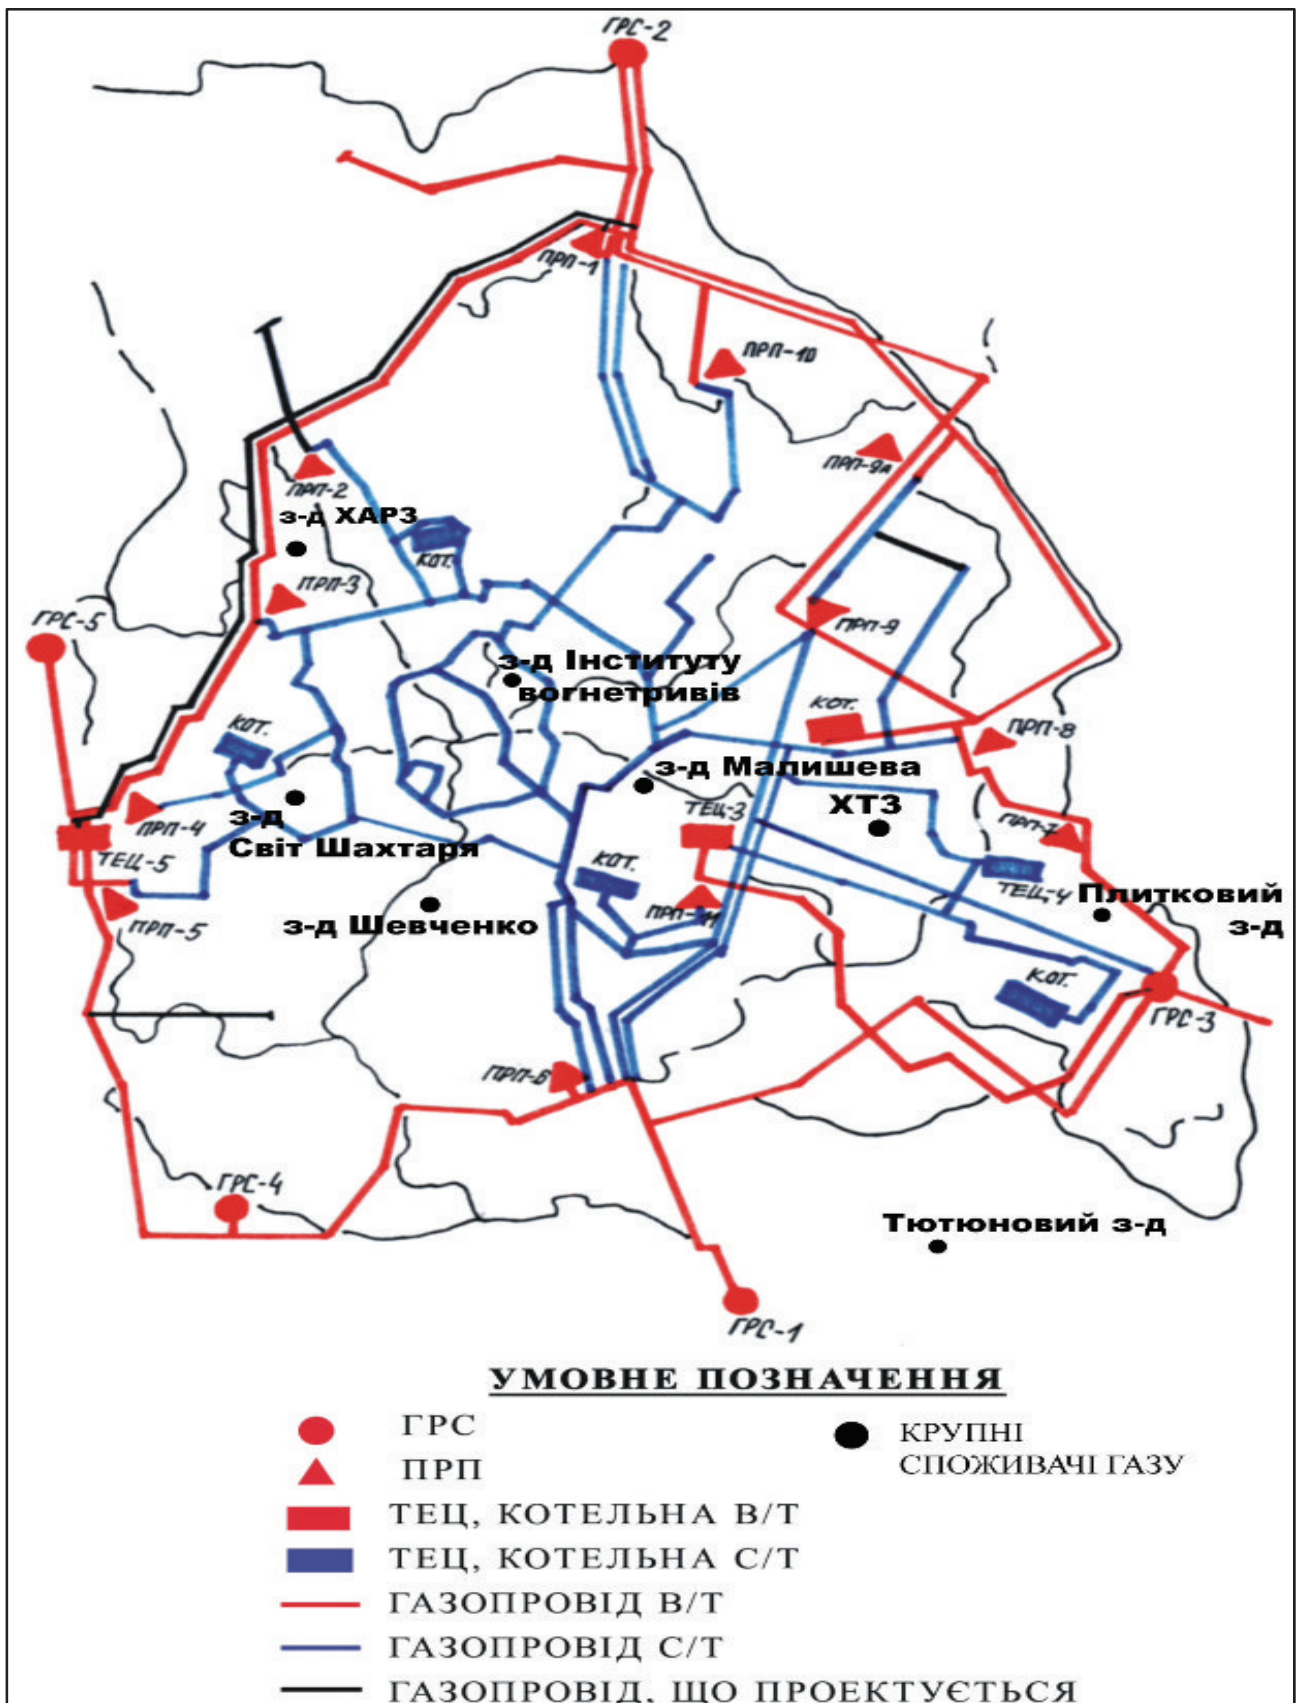 ГРС-2
ПРП-1
ПРП-10
ПРП-9А
ПРП-2
з-д ХАРЗ
КОТ.
ПРП-3
ГРС-5
ПРП-9
з-д Інституту
вогнетривів
КОТ.
КОТ.
ПРП-8
з-д Малишева
ХТЗ
ТЕЦ-3
ПРП-7
ПРП-4
з-д
Світ Шахтаря
ТЕЦ-5
КОТ.
ТЕЦ-4
Плитковий
з-д
ПРП-5
з-д Шевченко
ПРП-11
КОТ.
ГРС-3
ПРП-6
ГРС-4
Тютюновий з-д
ГРС-1
УМОВНЕ ПОЗНАЧЕННЯ
ГРС
ПРП
ТЕЦ, КОТЕЛЬНА В/Т
ТЕЦ, КОТЕЛЬНА С/Т
ГАЗОПРОВІД В/Т
ГАЗОПРОВІД С/Т
ГАЗОПРОВІД, ЩО ПРОЕКТУЄТЬСЯ
КРУПНІ
СПОЖИВАЧІ ГАЗУ